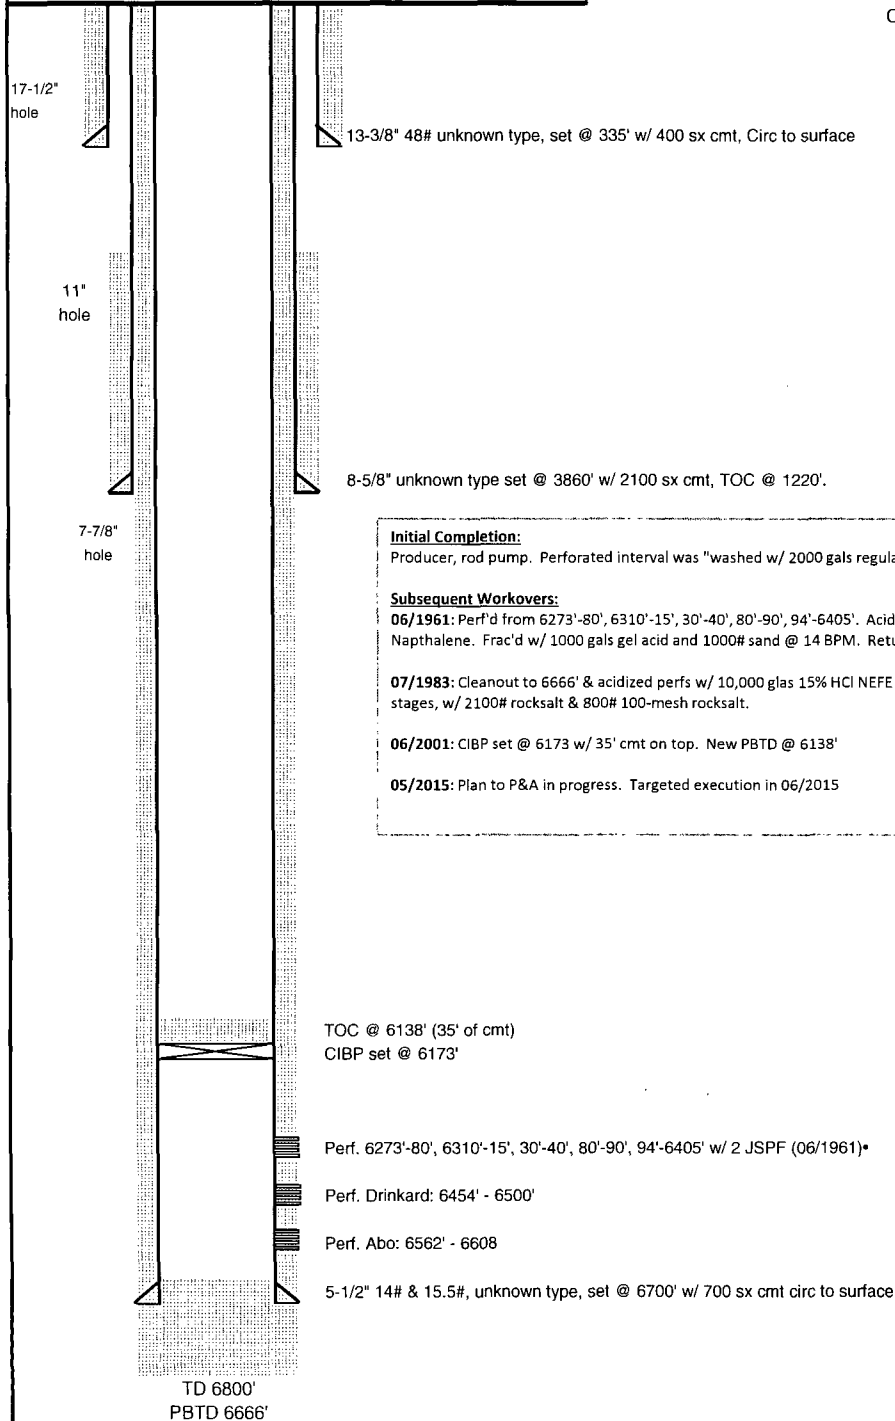 C
17-1/2"
hole
13-3/8" 48# unknown type, set @ 335' w/ 400 sx cmt, Circ to surface
11"
hole
8-5/8" unknown type set @ 3860' w/ 2100 sx cmt, TOC @ 1220'.
7-7/8"
hole
Initial Completion:
Producer, rod pump. Perforated interval was "washed w/ 2000 gals regula
Subsequent Workovers:
06/1961: Perf'd from 6273'-80', 6310'-15', 30'-40', 80'-90', 94'-6405'. Acid
Napthalene. Frac'd w/ 1000 gals gel acid and 1000# sand @ 14 BPM. Retu
07/1983: Cleanout to 6666' & acidized perfs w/ 10,000 glas 15% HCl NEFE
stages, w/ 2100# rocksalt & 800# 100-mesh rocksalt.
06/2001: CIBP set @ 6173 w/ 35' cmt on top. New PBTD @ 6138'
05/2015: Plan to P&A in progress. Targeted execution in 06/2015
TOC @ 6138' (35' of cmt)
CIBP set @ 6173'
Perf. 6273'-80', 6310'-15', 30'-40', 80'-90', 94'-6405' w/ 2 JSPF (06/1961)•
Perf. Drinkard: 6454' - 6500'
Perf. Abo: 6562' - 6608
5-1/2" 14# & 15.5#, unknown type, set @ 6700' w/ 700 sx cmt circ to surface
TD 6800'
PBTD 6666'